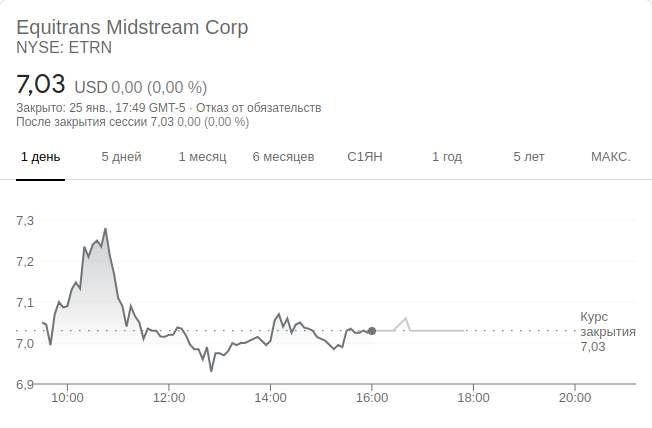 Equitrans Midstream Corp
NYSE: ETRN
7,03 USD 0,00 (0,00 %)
Закрыто: 25 янв., 17:49 GMT-5 · Отказ от обязательств
После закрытия сессии 7,03 0,00 (0,00 %)
1 день 5 дней 1 месяц 6 месяцев С1ЯН 1 год 5 лет МАКС.
7,3
7,2
7,1
Курс
закрытия
7,03
7,0
6,9
10:00 12:00 14:00 16:00 18:00 20:00